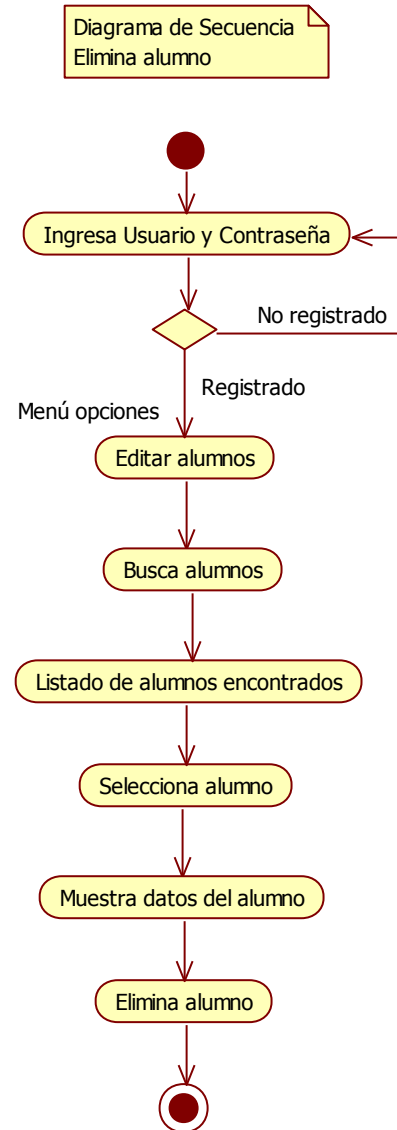 Diagrama de Secuencia
Elimina alumno
Ingresa Usuario y Contraseña
No registrado
Registrado
Menú opciones
Editar alumnos
Busca alumnos
Listado de alumnos encontrados
Selecciona alumno
Muestra datos del alumno
Elimina alumno